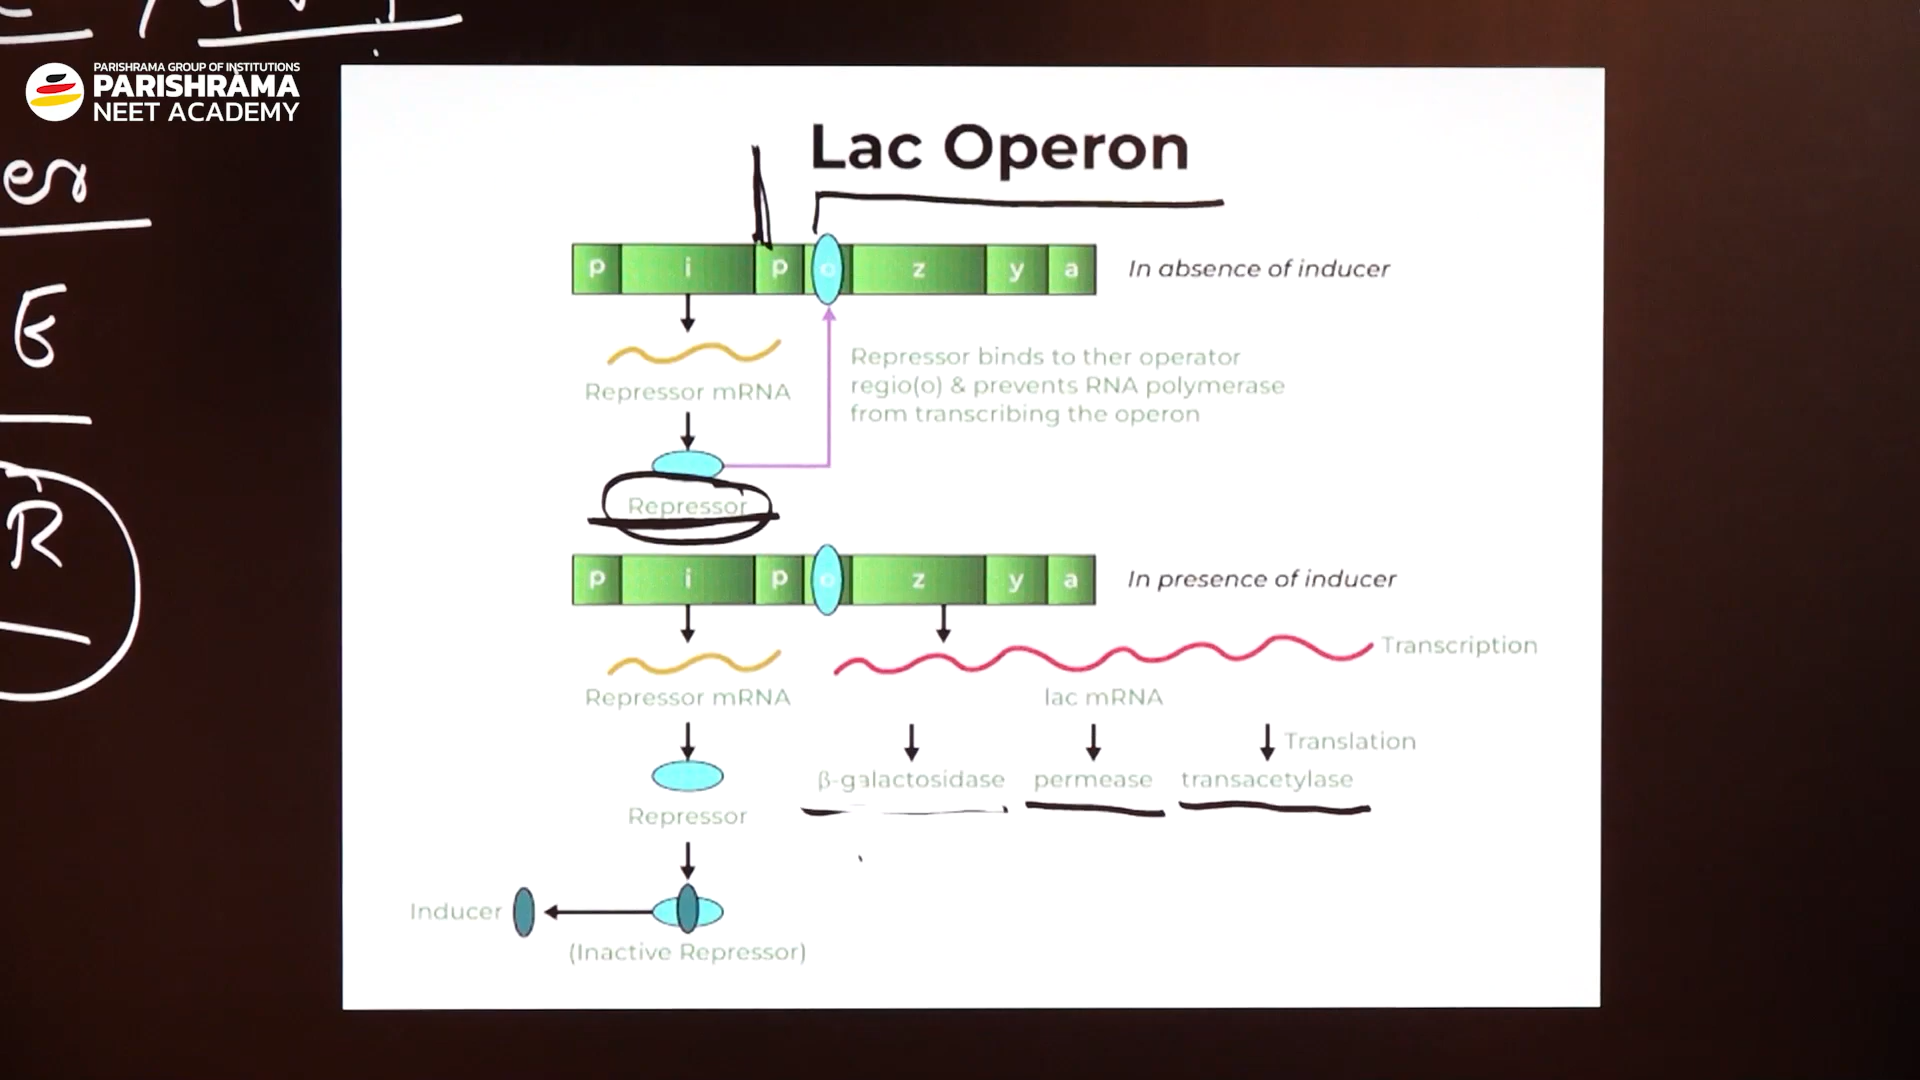 PARISHRAMA GROUP OF INSTITUTIONS
PARISHRAMA
NEET ACADEMY
er
E
R
Lac Operon
p i p o z y a In absence of inducer
Repressor mRNA
Repressor binds to ther operator
regio(o) & prevents RNA polymerase
from transcribing the operon
Repressor
p i p o z y a In presence of inducer
Transcription
Repressor mRNA
lac mRNA
Translation
β-galactosidase permease transacetylase
Repressor
Inducer
(Inactive Repressor)